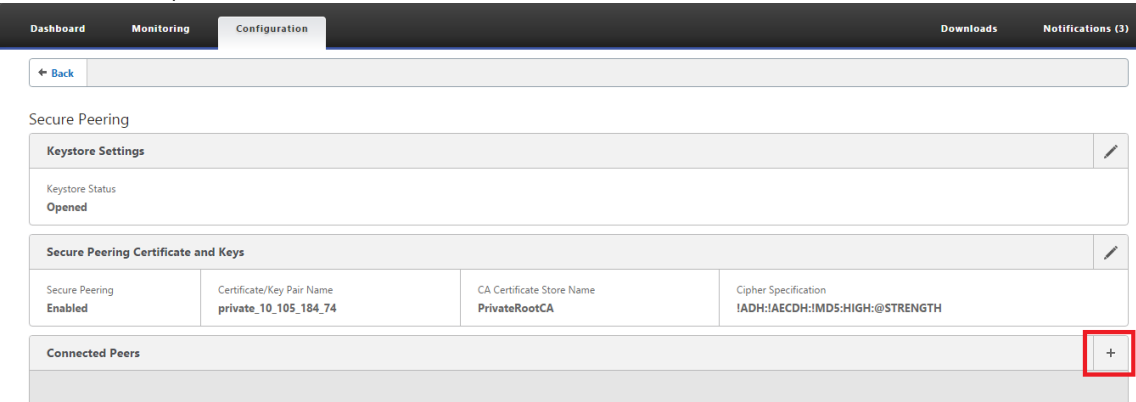 Dashboard Monitoring Configuration Downloads Notifications (3)
Back
Secure Peering
Keystore Settings
Keystore Status
Opened
Secure Peering Certificate and Keys
Secure Peering Certificate/Key Pair Name CA Certificate Store Name Cipher Specification
Enabled private_10_105_184_74 PrivateRootCA !ADH:!AECDH:!MD5:HIGH:@STRENGTH
Connected Peers +